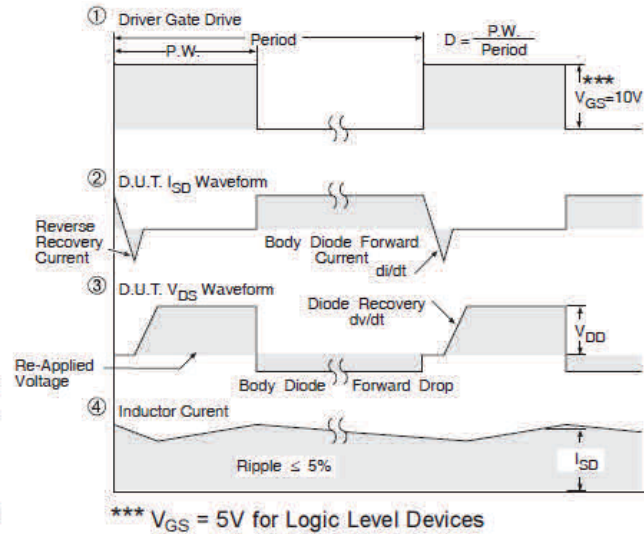 ① Driver Gate Drive
P.W.
Period
D = P.W. / Period
***
VGS=10V
② D.U.T. ISD Waveform
Reverse
Recovery
Current
Body Diode Forward
Current
di/dt
③ D.U.T. VDS Waveform
Diode Recovery
dv/dt
VDD
Re-Applied
Voltage
Body Diode Forward Drop
④ Inductor Curent
Ripple ≤ 5%
ISD
*** VGS = 5V for Logic Level Devices